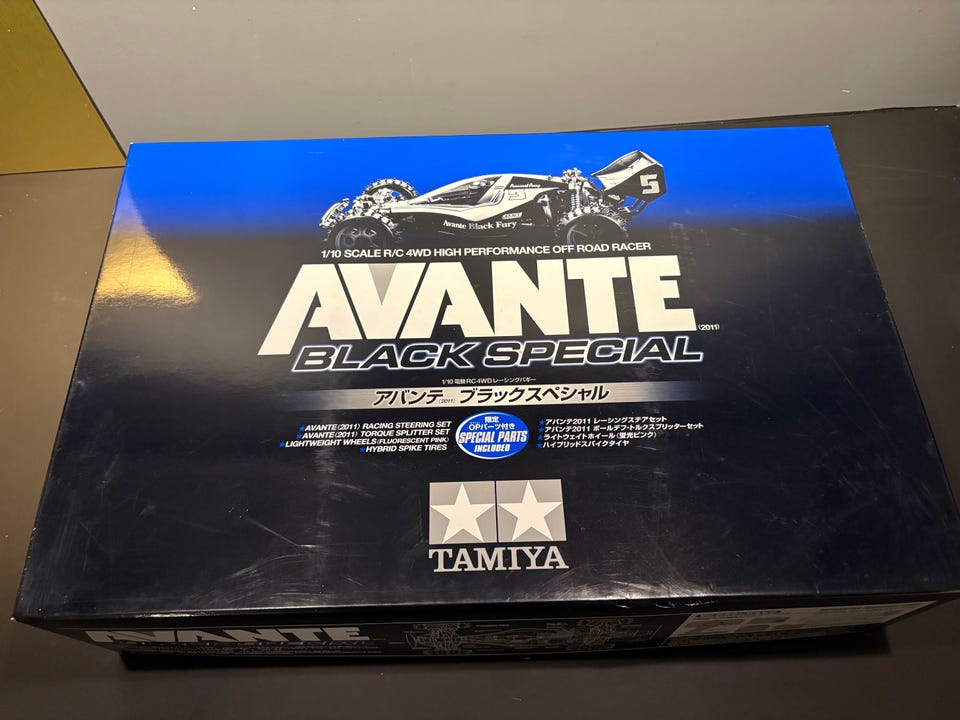 5
Avante Black Fury
1/10 SCALE R/C 4WD HIGH PERFORMANCE OFF ROAD RACER
AVANTE (2011)
BLACK SPECIAL
1/10 電動RC 4WDレーシングバギー
アバンテ(2011) ブラックスペシャル
★AVANTE(2011) RACING STEERING SET
★AVANTE(2011) TORQUE SPLITTER SET
★LIGHTWEIGHT WHEELS (FLUORESCENT PINK)
★HYBRID SPIKE TIRES
限定
OPパーツ付き
SPECIAL PARTS
INCLUDED
★アバンテ2011 レーシングステアセット
★アバンテ2011 ボールデフ・トルクスプリッターセット
★ライトウェイトホイール(蛍光ピンク)
★ハイブリッドスパイクタイヤ
TAMIYA
AVANTE